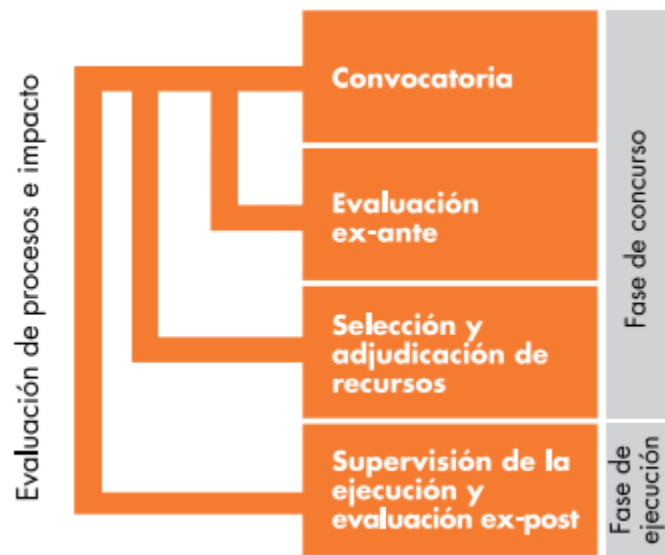 Evaluación de procesos e impacto
Convocatoria
Evaluación
ex-ante
Selección y
adjudicación de
recursos
Supervisión de la
ejecución y
evaluación ex-post
Fase de concurso
Fase de
ejecución